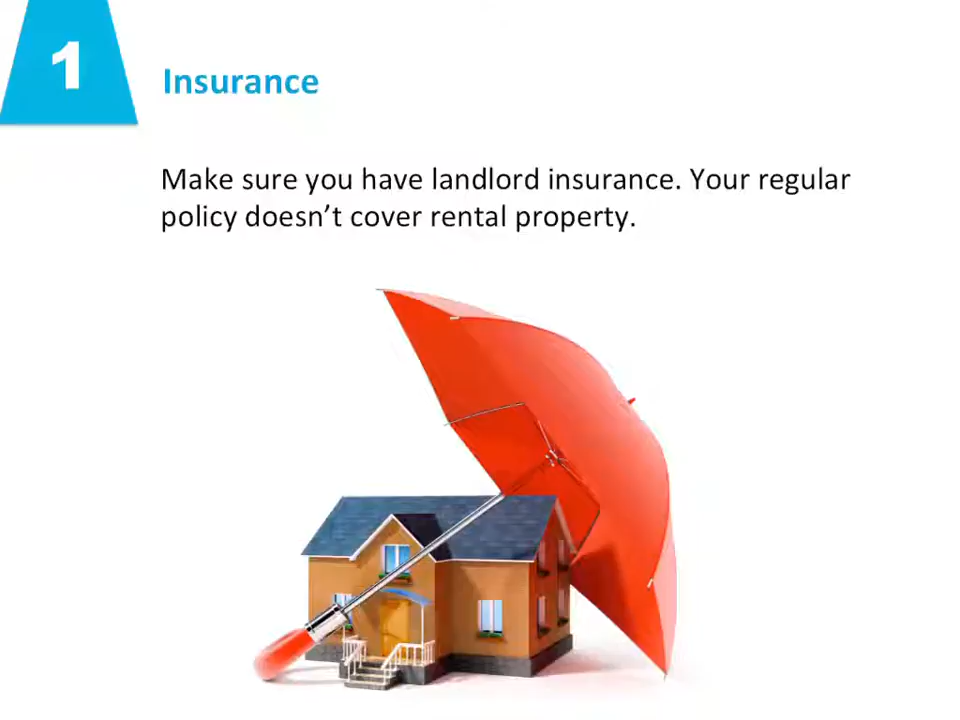 1
Insurance
Make sure you have landlord insurance. Your regular
policy doesn’t cover rental property.